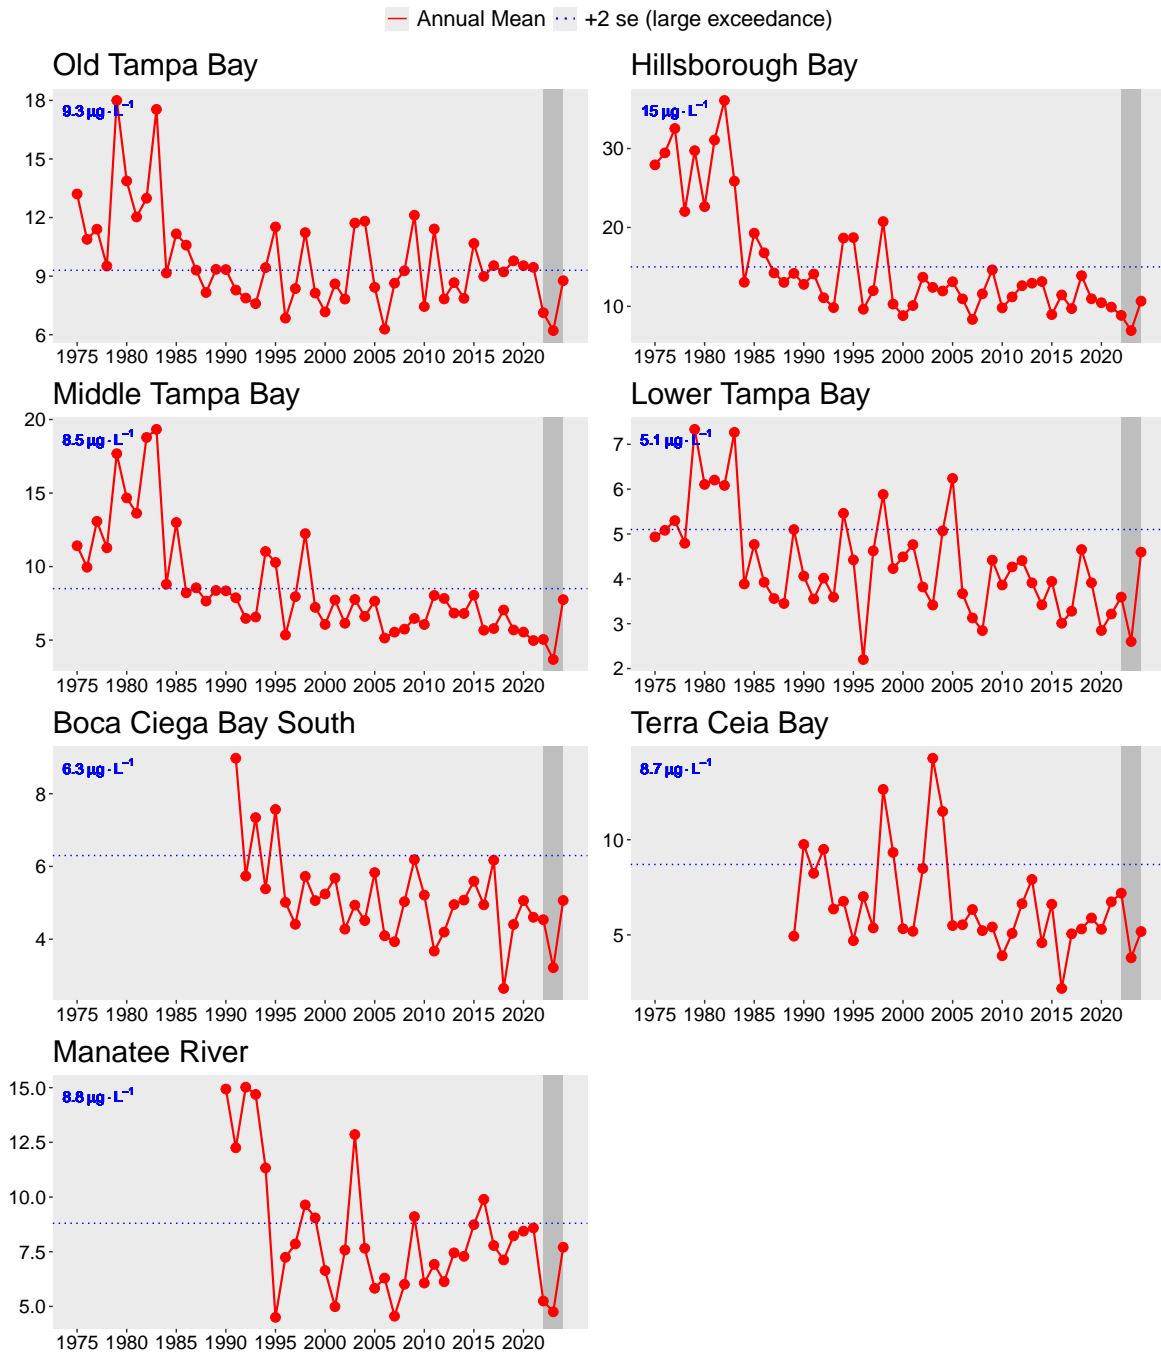 Annual Mean +2 se (large exceedance)
Old Tampa Bay
9.3 µg · L⁻¹
18
15
12
9
6
1975 1980 1985 1990 1995 2000 2005 2010 2015 2020
Hillsborough Bay
15 µg · L⁻¹
30
20
10
1975 1980 1985 1990 1995 2000 2005 2010 2015 2020
Middle Tampa Bay
8.5 µg · L⁻¹
20
15
10
5
1975 1980 1985 1990 1995 2000 2005 2010 2015 2020
Lower Tampa Bay
5.1 µg · L⁻¹
7
6
5
4
3
2
1975 1980 1985 1990 1995 2000 2005 2010 2015 2020
Boca Ciega Bay South
6.3 µg · L⁻¹
8
6
4
1975 1980 1985 1990 1995 2000 2005 2010 2015 2020
Terra Ceia Bay
8.7 µg · L⁻¹
10
5
1975 1980 1985 1990 1995 2000 2005 2010 2015 2020
Manatee River
8.8 µg · L⁻¹
15.0
12.5
10.0
7.5
5.0
1975 1980 1985 1990 1995 2000 2005 2010 2015 2020